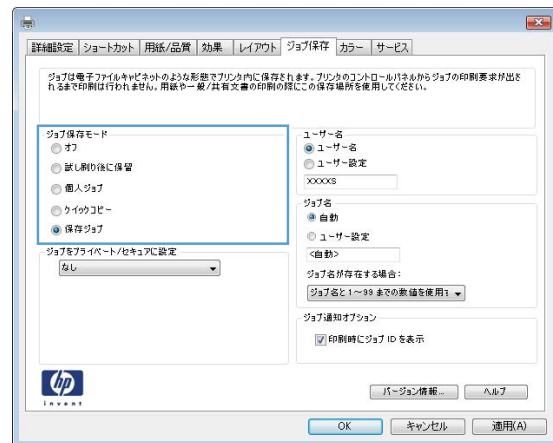 詳細設定 ショートカット 用紙/品質 効果 レイアウト ジョブ保存 カラー サービス
ジョブは電子ファイルキャビネットのような形態でプリンタ内に保存されます。プリンタのコントロールパネルからジョブの印刷要求が出さ
れるまで印刷は行われません。用紙や一般/共有文書の印刷の際にこの保存場所を使用してください。
ジョブ保存モード
オフ
試し刷り後に保留
個人ジョブ
クイックコピー
保存ジョブ
ジョブをプライベート/セキュアに設定
なし
ユーザー名
ユーザー名
ユーザー設定
XXXXS
ジョブ名
自動
ユーザー設定
<自動>
ジョブ名が存在する場合:
ジョブ名と1～99までの数値を使用す
ジョブ通知オプション
印刷時にジョブ ID を表示
hp
invent
バージョン情報... ヘルプ
OK キャンセル 適用(A)